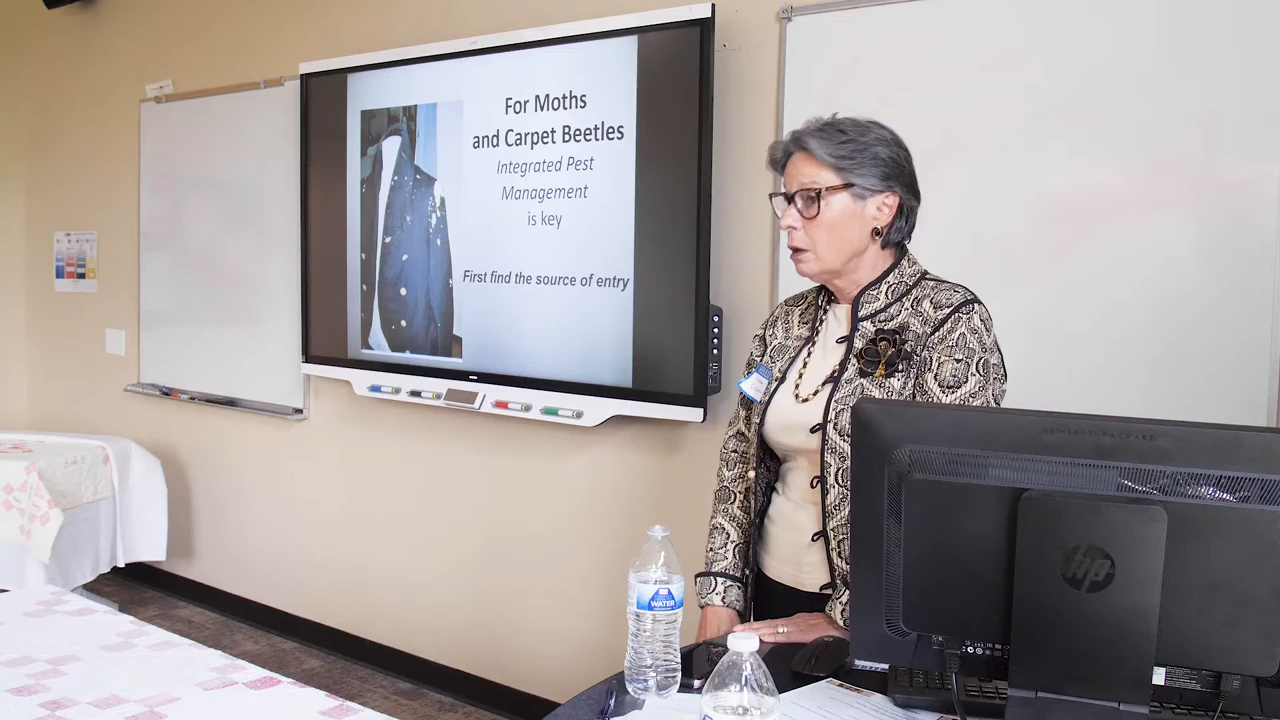 For Moths
and Carpet Beetles
Integrated Pest
Management
is key
First find the source of entry
WATER
hp